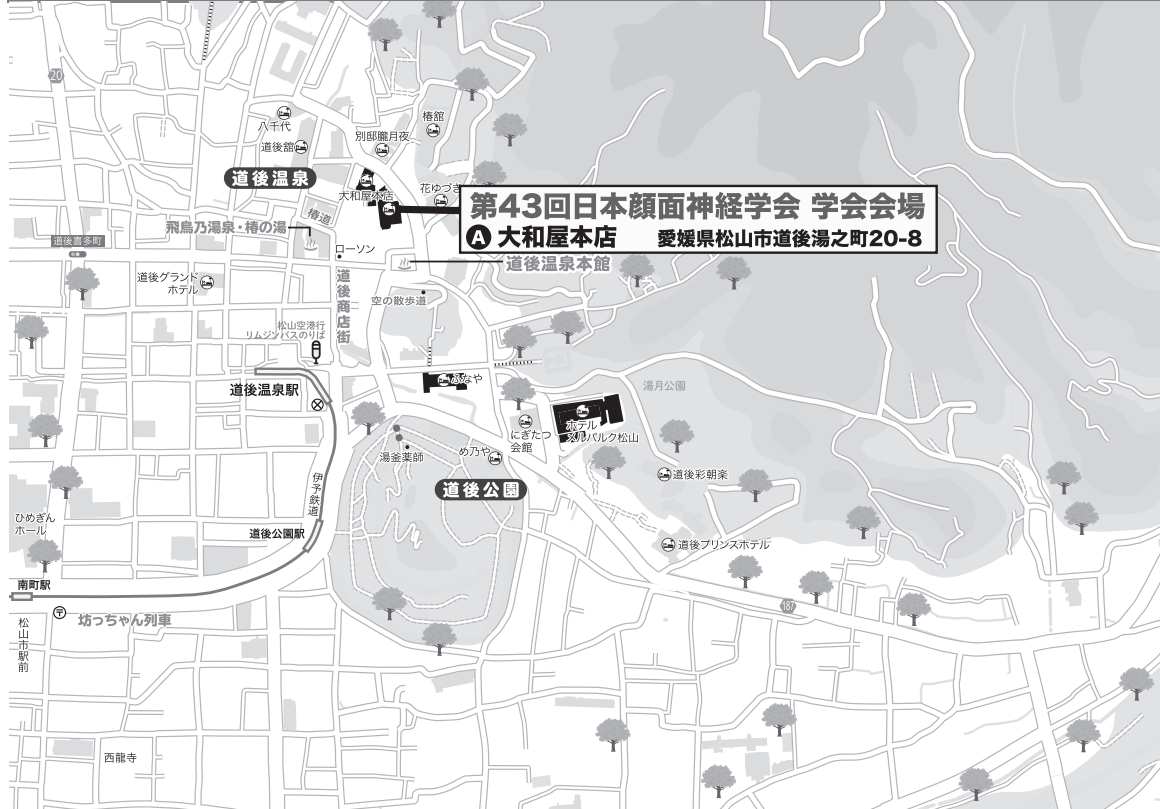 20
八千代
椿館
別邸朧月夜
道後舘
道後温泉
大和屋本店
花ゆづき
第43回日本顔面神経学会 学会会場
A 大和屋本店 愛媛県松山市道後湯之町20-8
椿道
飛鳥乃湯泉・椿の湯
道後喜多町
ローソン
道後温泉本館
道後グランド
ホテル
道後商店街
空の散歩道
松山空港行
リムジンバスのりば
道後温泉駅
ふなや
湯月公園
ホテル
メルパルク松山
にぎたつ
会館
湯釜薬師
め乃や
道後彩朝楽
道後公園
伊予鉄道
ひめぎん
ホール
道後公園駅
道後プリンスホテル
南町駅
坊っちゃん列車
187
松山市駅前
西龍寺